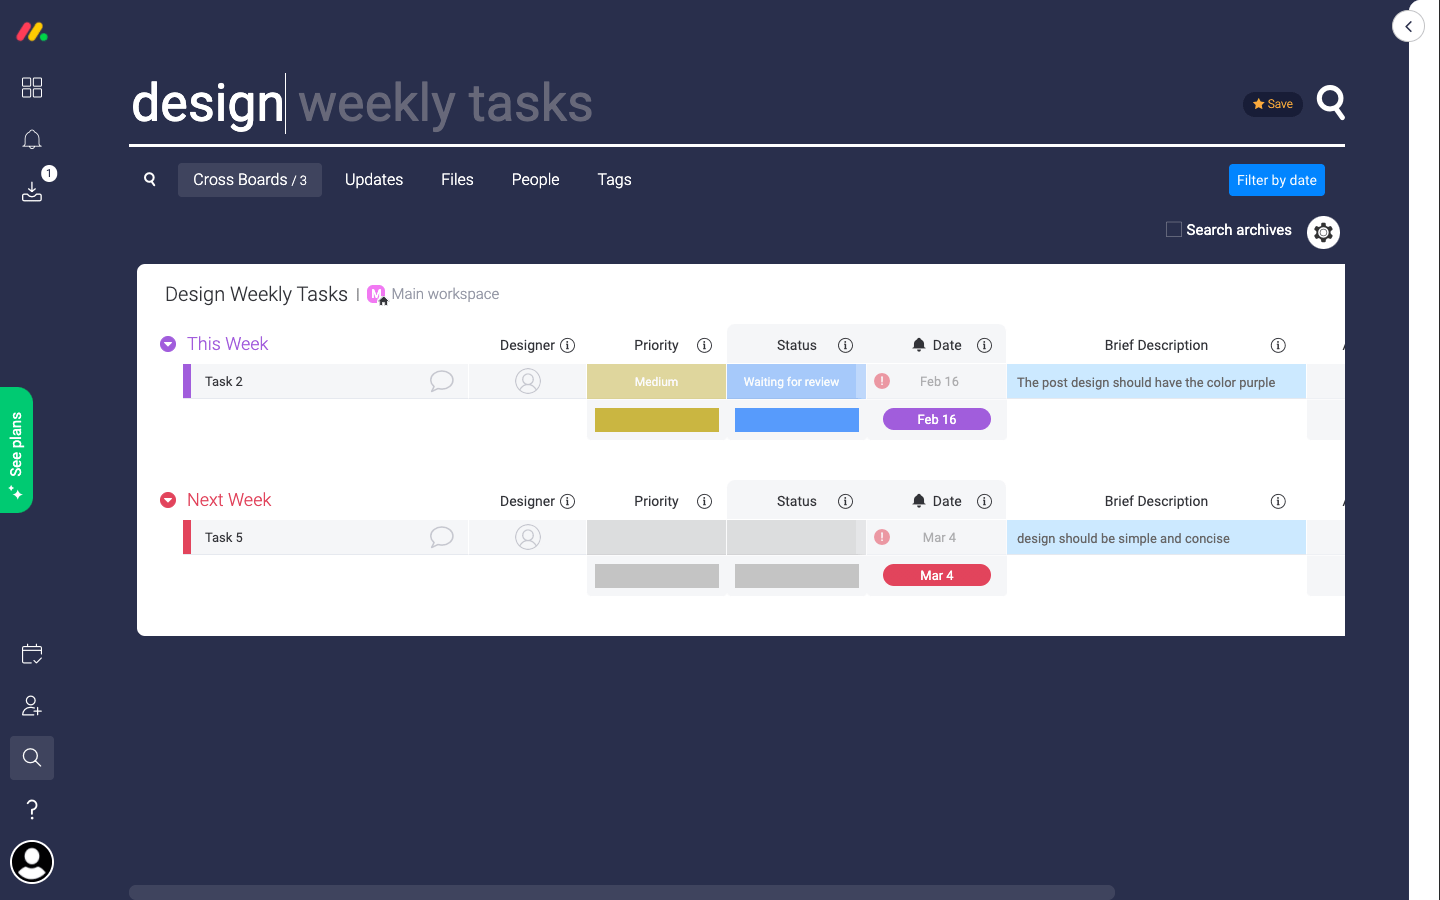 design weekly tasks
Save
1
Cross Boards / 3
Updates
Files
People
Tags
Filter by date
Search archives
Design Weekly Tasks | M Main workspace
This Week
Designer
Priority
Status
Date
Brief Description
Task 2
Medium
Waiting for review
Feb 16
The post design should have the color purple
Feb 16
See plans
Next Week
Designer
Priority
Status
Date
Brief Description
Task 5
Mar 4
design should be simple and concise
Mar 4